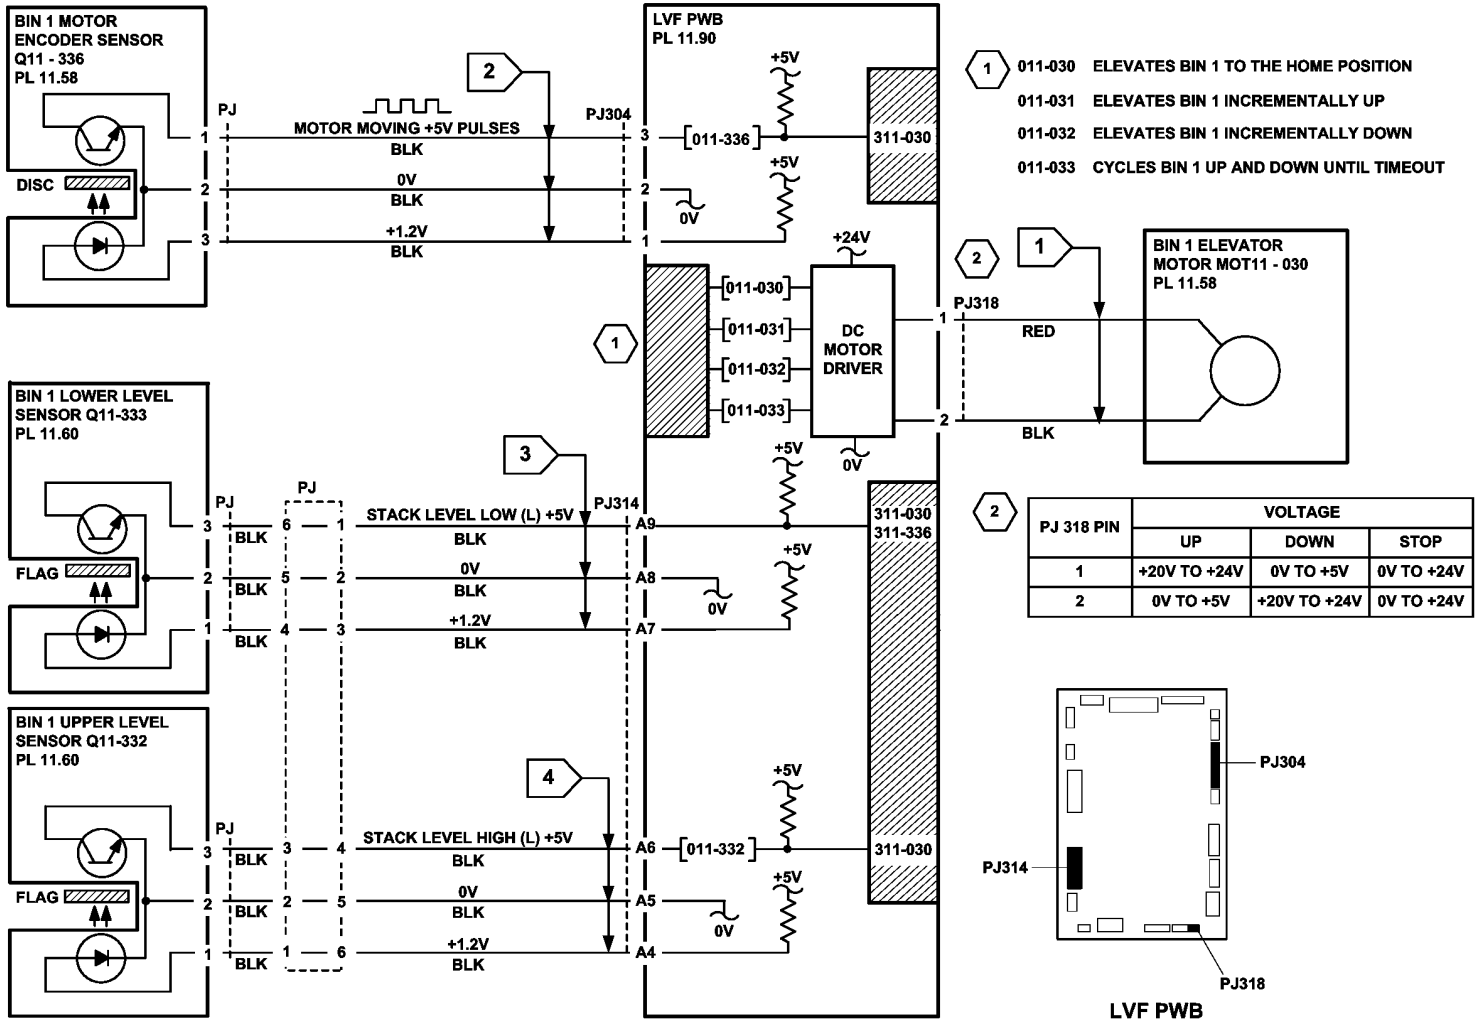 BIN 1 MOTOR
ENCODER SENSOR
Q11 - 336
PL 11.58
DISC
1
2
3
PJ
MOTOR MOVING +5V PULSES
BLK
0V
BLK
+1.2V
BLK
2
PJ304
3
2
1
LVF PWB
PL 11.90
+5V
[011-336]
311-030
+5V
0V
1
011-030 ELEVATES BIN 1 TO THE HOME POSITION
011-031 ELEVATES BIN 1 INCREMENTALLY UP
011-032 ELEVATES BIN 1 INCREMENTALLY DOWN
011-033 CYCLES BIN 1 UP AND DOWN UNTIL TIMEOUT
1
[011-030]
[011-031]
[011-032]
[011-033]
+24V
DC
MOTOR
DRIVER
0V
2
1
PJ318
1
RED
2
BLK
BIN 1 ELEVATOR
MOTOR MOT11 - 030
PL 11.58
BIN 1 LOWER LEVEL
SENSOR Q11-333
PL 11.60
FLAG
PJ
3
2
1
BLK
BLK
BLK
PJ
6 1
5 2
4 3
STACK LEVEL LOW (L) +5V
BLK
0V
BLK
+1.2V
BLK
3
PJ314
A9
A8
A7
+5V
311-030
311-336
+5V
0V
BIN 1 UPPER LEVEL
SENSOR Q11-332
PL 11.60
FLAG
PJ
3
2
1
BLK
BLK
BLK
3 4
2 5
1 6
STACK LEVEL HIGH (L) +5V
BLK
0V
BLK
+1.2V
BLK
4
A6
A5
A4
[011-332]
+5V
311-030
+5V
0V
2
PJ 318 PIN VOLTAGE
UP DOWN STOP
1 +20V TO +24V 0V TO +5V 0V TO +24V
2 0V TO +5V +20V TO +24V 0V TO +24V
PJ304
PJ314
PJ318
LVF PWB